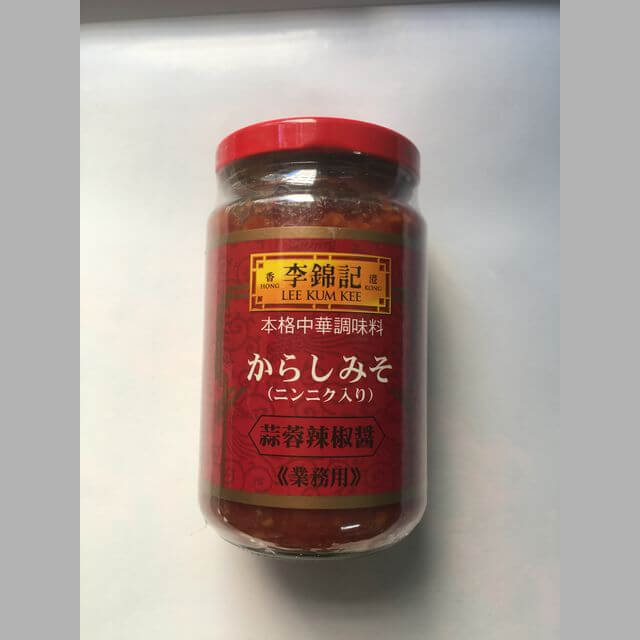 香 李錦記 港
HONG LEE KUM KEE KONG
本格中華調味料
からしみそ
(ニンニク入り)
蒜蓉辣椒醤
《業務用》